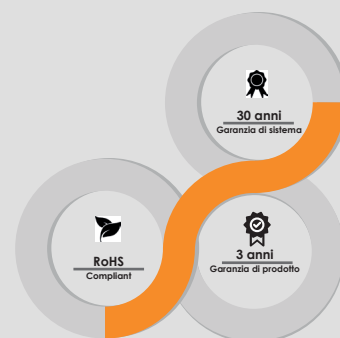 30 anni
Garanzia di sistema
RoHS
Compliant
3 anni
Garanzia di prodotto